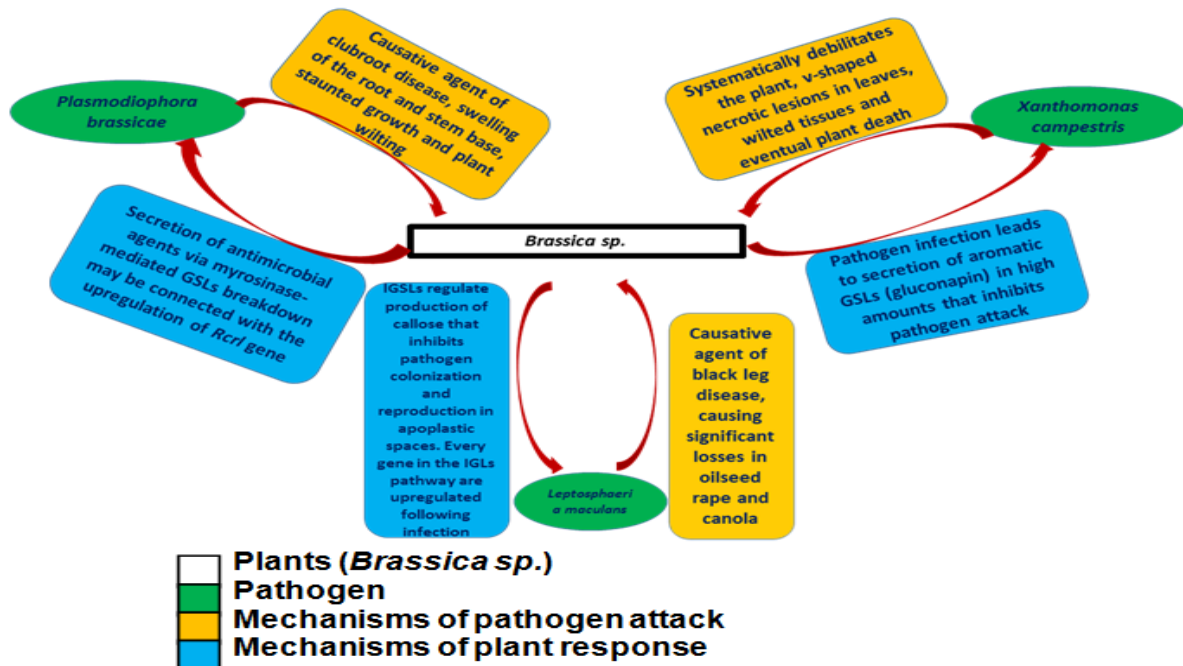 Plasmodiophora
brassicae
Causative agent of
clubroot disease, swelling
of the root and stem base,
staunted growth and plant
wilting
Systematically debilitates
the plant, v-shaped
necrotic lesions in leaves,
wilted tissues and
eventual plant death
Xanthomonas
campestris
Secretion of antimicrobial
agents via myrosinase-
mediated GSLs breakdown
may be connected with the
upregulation of Rcrl gene
Brassica sp.
Pathogen infection leads
to secretion of aromatic
GSLs (gluconapin) in high
amounts that inhibits
pathogen attack
IGSLs regulate
production of
callose that
inhibits
pathogen
colonization
and
reproduction in
apoplastic
spaces. Every
gene in the IGLs
pathway are
upregulated
following
infection
Leptosphaeri
a maculans
Causative
agent of
black leg
disease,
causing
significant
losses in
oilseed
rape and
canola
Plants (Brassica sp.)
Pathogen
Mechanisms of pathogen attack
Mechanisms of plant response